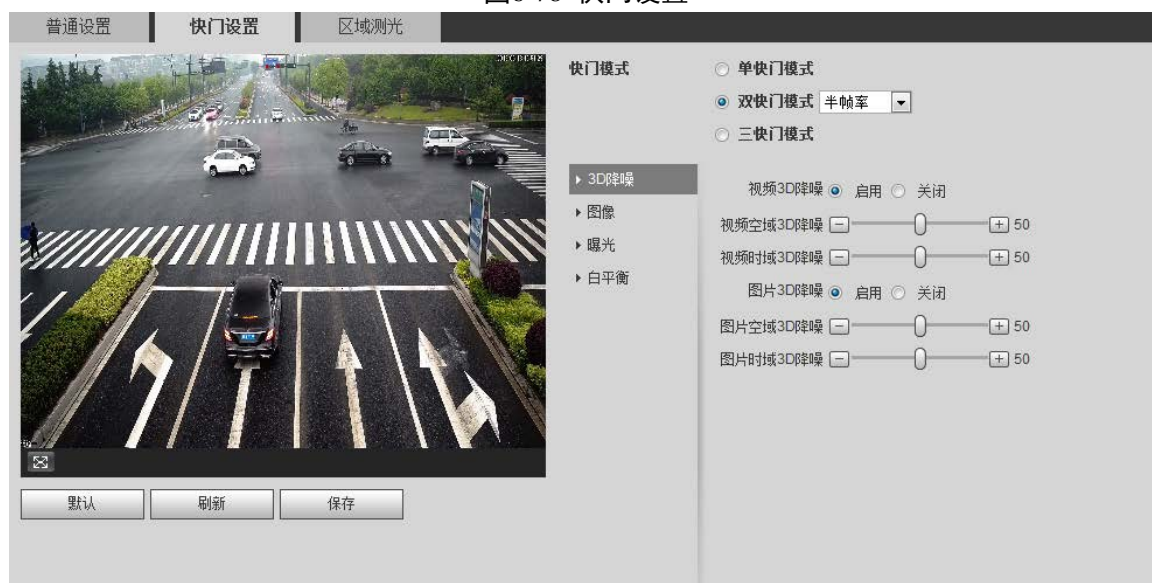 普通设置 快门设置 区域测光
快门模式
单快门模式
双快门模式 半帧率
三快门模式
3D降噪
图像
曝光
白平衡
视频3D降噪 启用 关闭
视频空域3D降噪 50
视频时域3D降噪 50
图片3D降噪 启用 关闭
图片空域3D降噪 50
图片时域3D降噪 50
默认 刷新 保存